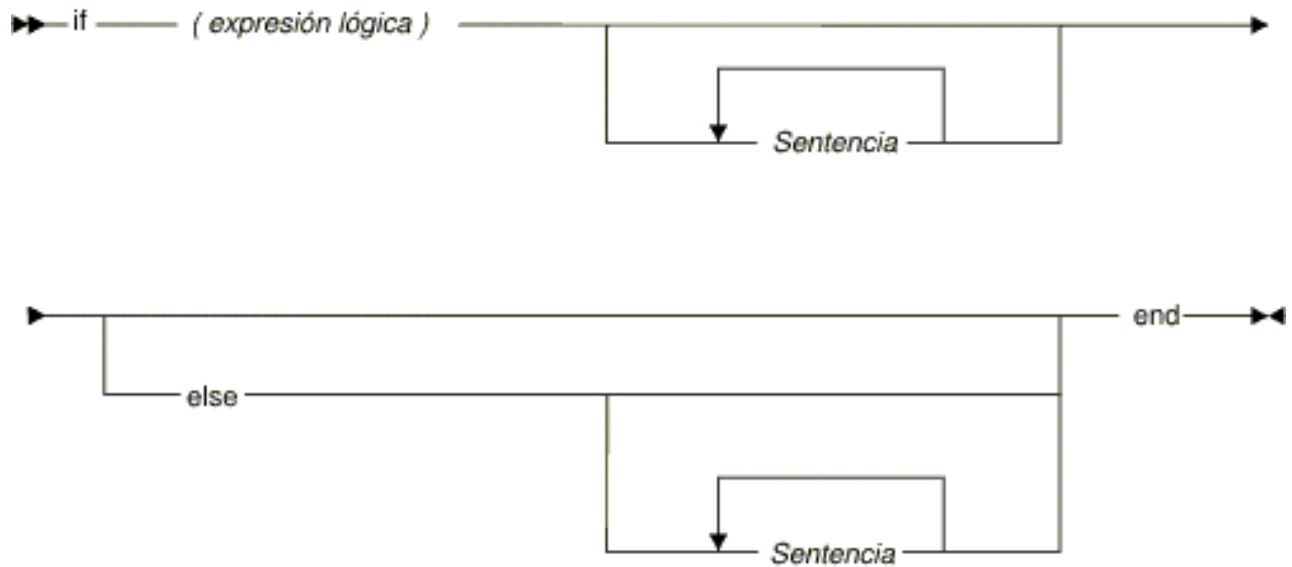 if ( expresión lógica )
Sentencia
end
else
Sentencia